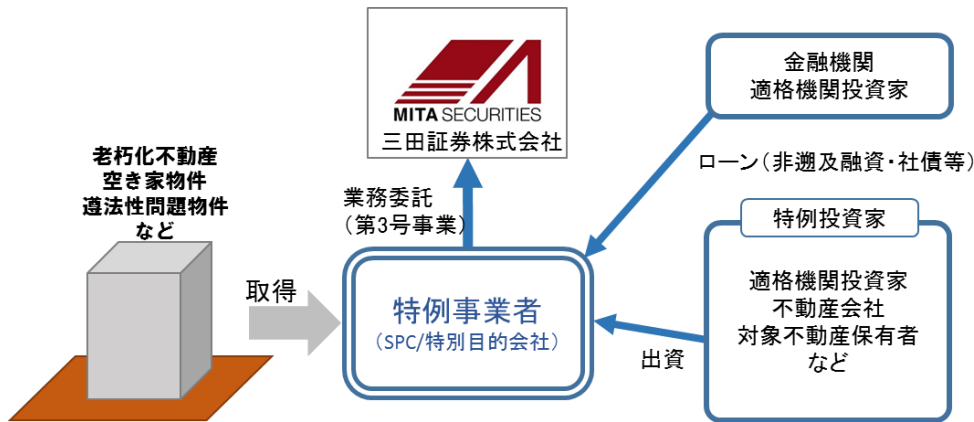 MITA SECURITIES
三田証券株式会社
金融機関
適格機関投資家
老朽化不動産
空き家物件
遵法性問題物件
など
業務委託
（第3号事業）
ローン（非遡及融資・社債等）
特例投資家
適格機関投資家
不動産会社
対象不動産保有者
など
取得
特例事業者
（SPC/特別目的会社）
出資